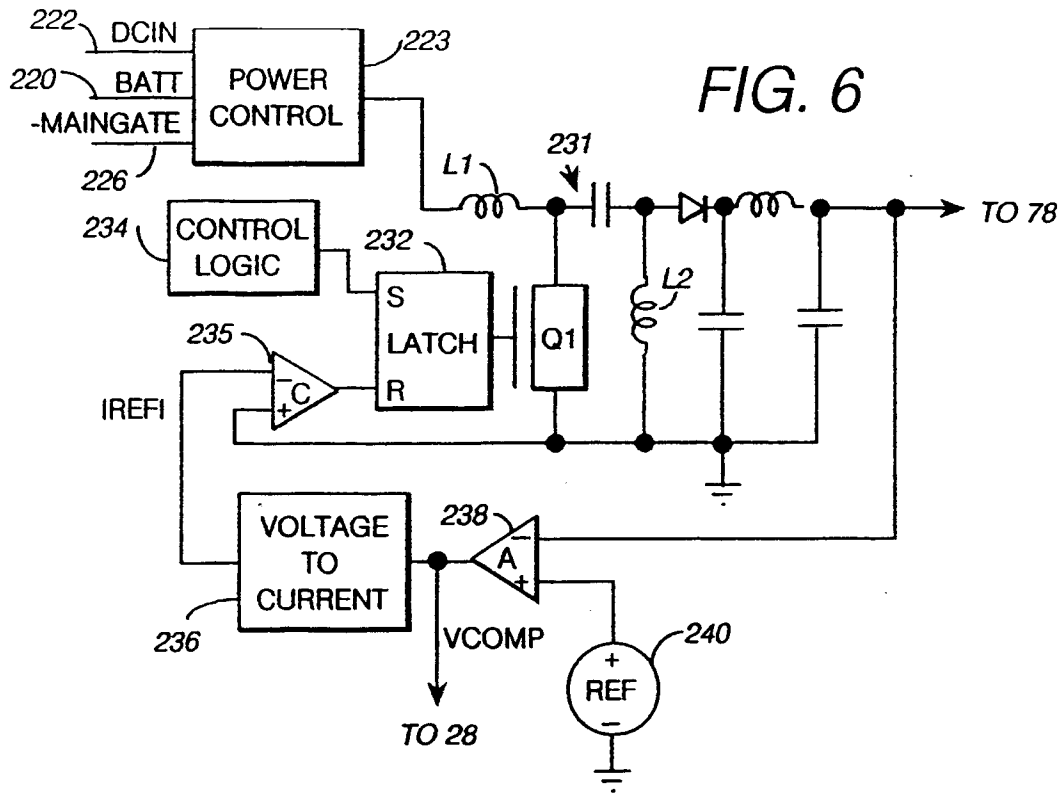 222
DCIN
223
220
BATT
POWER
CONTROL
-MAINGATE
226
FIG. 6
L1
231
TO 78
234
CONTROL
LOGIC
232
S
LATCH
R
Q1
L2
235
−
C
+
IREFI
VOLTAGE
TO
CURRENT
236
238
−
A
+
VCOMP
TO 28
240
+
REF
−